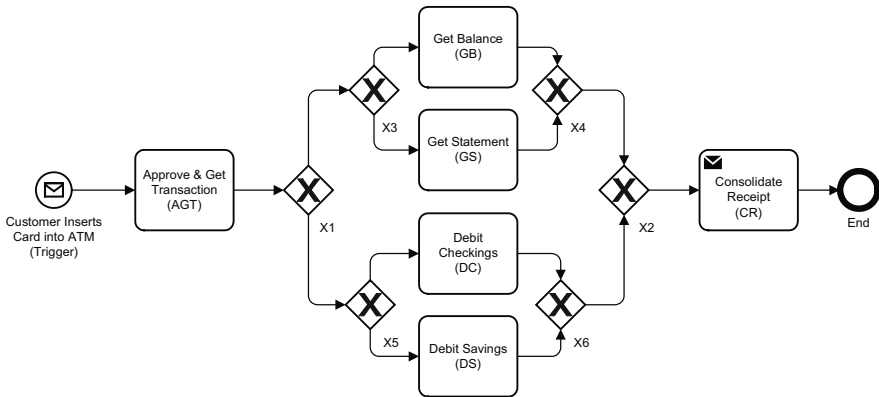 Customer Inserts
Card into ATM
(Trigger)
Approve & Get
Transaction
(AGT)
X1
X3
Get Balance
(GB)
Get Statement
(GS)
X4
X5
Debit
Checkings
(DC)
Debit Savings
(DS)
X6
X2
Consolidate
Receipt
(CR)
End